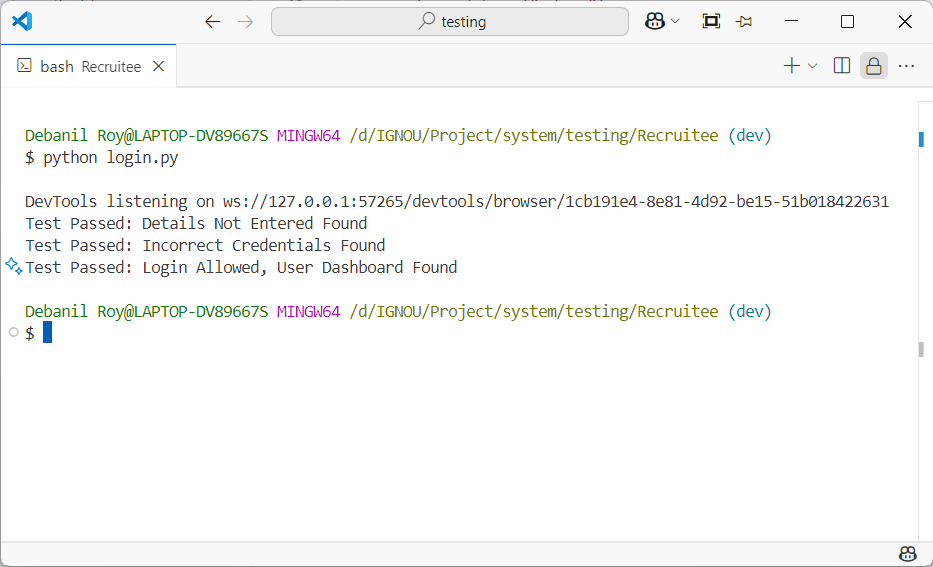 testing
bash Recruitee
Debanil Roy@LAPTOP-DV89667S MINGW64 /d/IGNOU/Project/system/testing/Recruitee (dev)
$ python login.py
DevTools listening on ws://127.0.0.1:57265/devtools/browser/1cb191e4-8e81-4d92-be15-51b018422631
Test Passed: Details Not Entered Found
Test Passed: Incorrect Credentials Found
Test Passed: Login Allowed, User Dashboard Found
Debanil Roy@LAPTOP-DV89667S MINGW64 /d/IGNOU/Project/system/testing/Recruitee (dev)
$